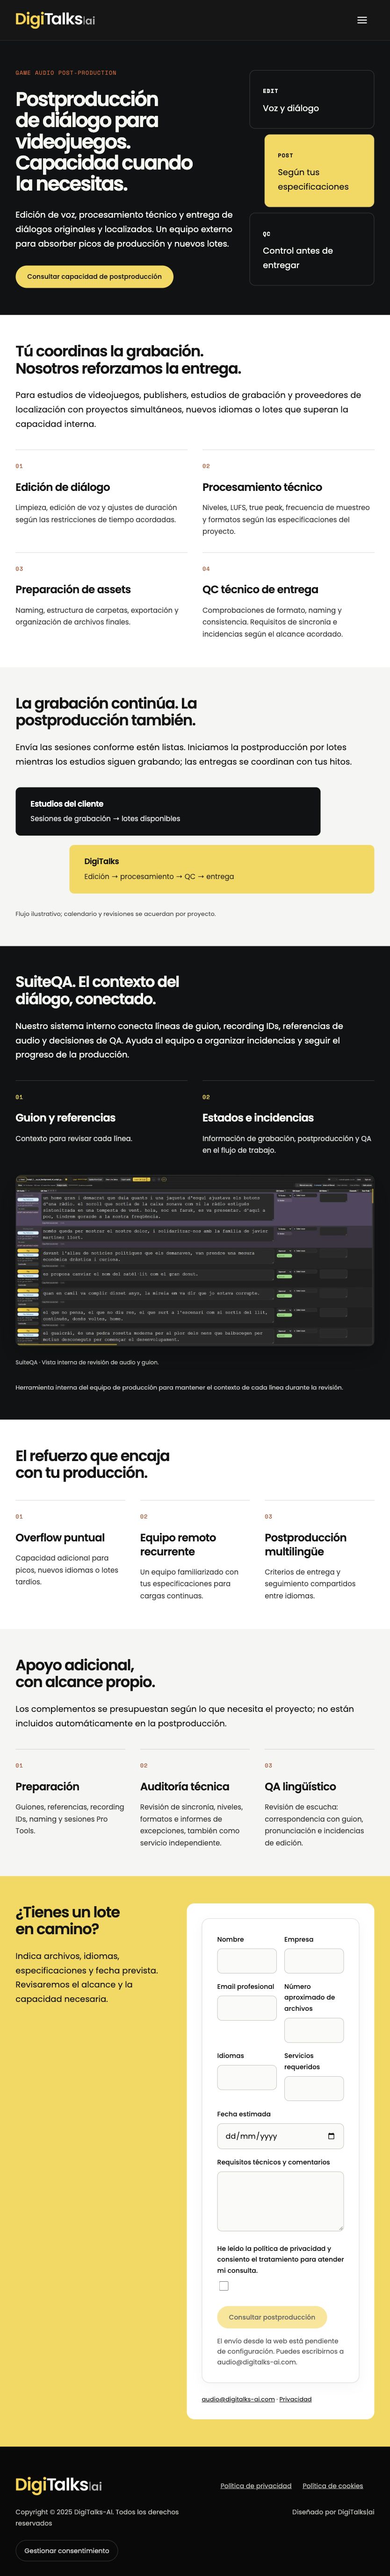 DigiTalks|ai
GAME AUDIO POST-PRODUCTION
Postproducción
de diálogo para
videojuegos.
Capacidad cuando
la necesitas.
Edición de voz, procesamiento técnico y entrega de
diálogos originales y localizados. Un equipo externo
para absorber picos de producción y nuevos lotes.
Consultar capacidad de postproducción
EDIT
Voz y diálogo
POST
Según tus
especificaciones
QC
Control antes de
entregar
Tú coordinas la grabación.
Nosotros reforzamos la entrega.
Para estudios de videojuegos, publishers, estudios de grabación y proveedores de
localización con proyectos simultáneos, nuevos idiomas o lotes que superan la
capacidad interna.
01
Edición de diálogo
Limpieza, edición de voz y ajustes de duración
según las restricciones de tiempo acordadas.
02
Procesamiento técnico
Niveles, LUFS, true peak, frecuencia de muestreo
y formatos según las especificaciones del
proyecto.
03
Preparación de assets
Naming, estructura de carpetas, exportación y
organización de archivos finales.
04
QC técnico de entrega
Comprobaciones de formato, naming y
consistencia. Requisitos de sincronía e
incidencias según el alcance acordado.
La grabación continúa. La
postproducción también.
Envía las sesiones conforme estén listas. Iniciamos la postproducción por lotes
mientras los estudios siguen grabando; las entregas se coordinan con tus hitos.
Estudios del cliente
Sesiones de grabación → lotes disponibles
DigiTalks
Edición → procesamiento → QC → entrega
Flujo ilustrativo; calendario y revisiones se acuerdan por proyecto.
SuiteQA. El contexto del
diálogo, conectado.
Nuestro sistema interno conecta líneas de guion, recording IDs, referencias de
audio y decisiones de QA. Ayuda al equipo a organizar incidencias y seguir el
progreso de la producción.
01
Guion y referencias
Contexto para revisar cada línea.
02
Estados e incidencias
Información de grabación, postproducción y QA
en el flujo de trabajo.
SuiteQA · Vista interna de revisión de audio y guion.
Herramienta interna del equipo de producción para mantener el contexto de cada línea durante la revisión.
El refuerzo que encaja
con tu producción.
01
Overflow puntual
Capacidad adicional para
picos, nuevos idiomas o lotes
tardíos.
02
Equipo remoto
recurrente
Un equipo familiarizado con
tus especificaciones para
cargas continuas.
03
Postproducción
multilingüe
Criterios de entrega y
seguimiento compartidos
entre idiomas.
Apoyo adicional,
con alcance propio.
Los complementos se presupuestan según lo que necesita el proyecto; no están
incluidos automáticamente en la postproducción.
01
Preparación
Guiones, referencias, recording
IDs, naming y sesiones Pro
Tools.
02
Auditoría técnica
Revisión de sincronía, niveles,
formatos e informes de
excepciones, también como
servicio independiente.
03
QA lingüístico
Revisión de escucha:
correspondencia con guion,
pronunciación e incidencias
de edición.
¿Tienes un lote
en camino?
Indica archivos, idiomas,
especificaciones y fecha prevista.
Revisaremos el alcance y la
capacidad necesaria.
Nombre
Empresa
Email profesional
Número
aproximado de
archivos
Idiomas
Servicios
requeridos
Fecha estimada
dd/mm/yyyy
Requisitos técnicos y comentarios
He leído la política de privacidad y
consiento el tratamiento para atender
mi consulta.
Consultar postproducción
El envío desde la web está pendiente
de configuración. Puedes escribirnos a
audio@digitalks-ai.com.
audio@digitalks-ai.com · Privacidad
DigiTalks|ai
Política de privacidad
Política de cookies
Copyright © 2025 DigiTalks-AI. Todos los derechos
reservados
Diseñado por DigiTalks|ai
Gestionar consentimiento